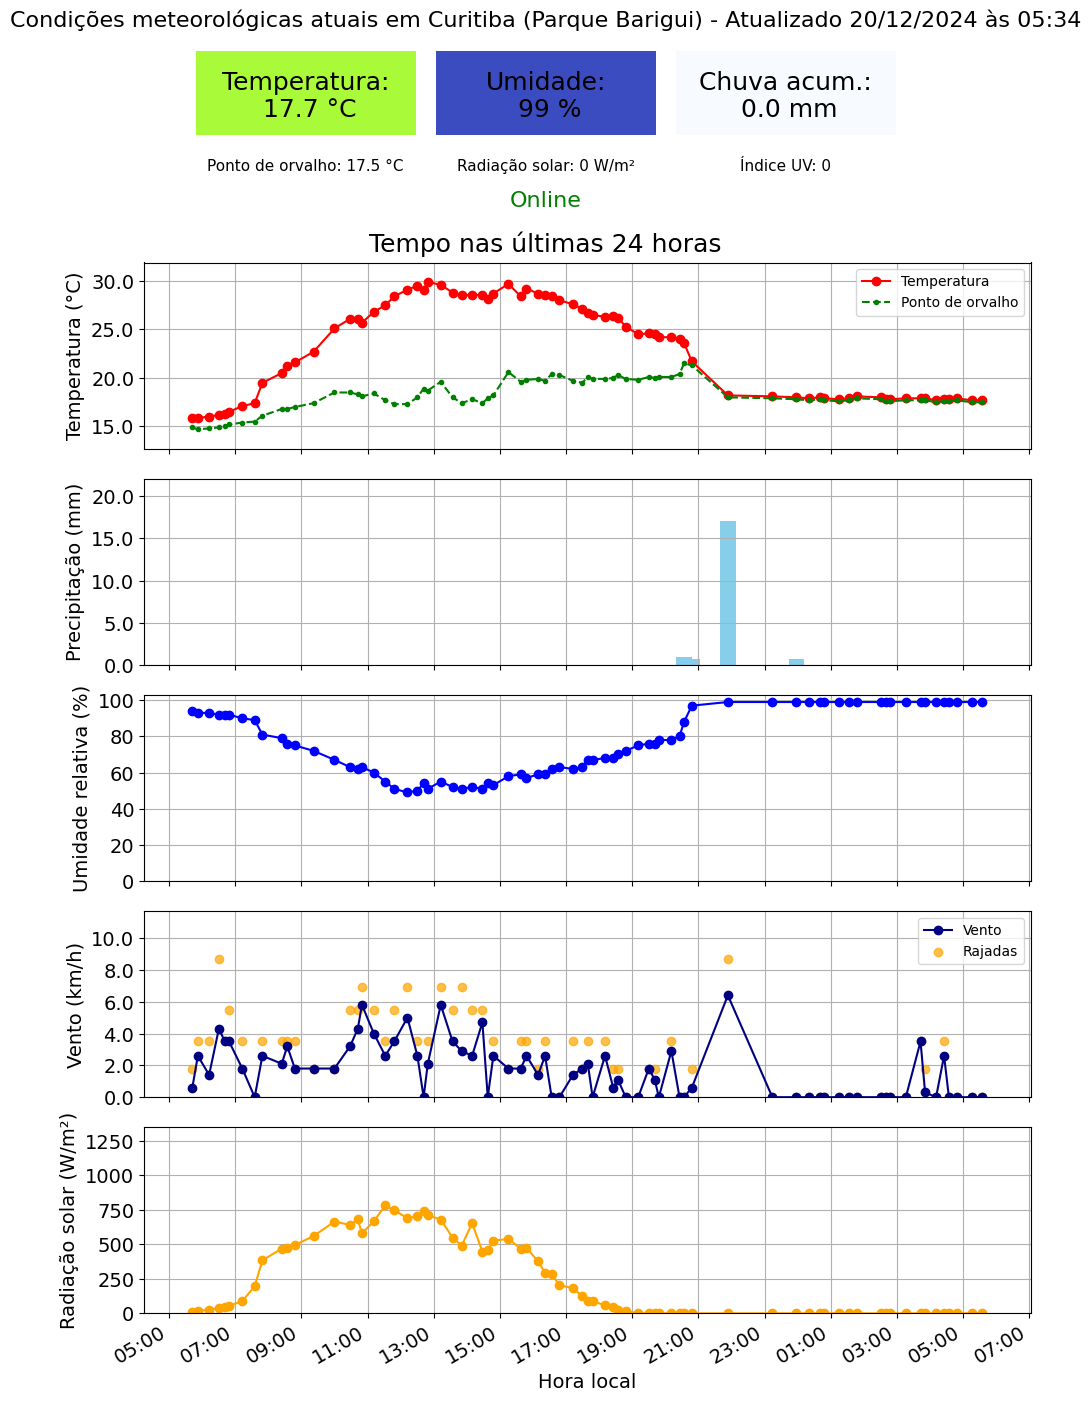 Condições meteorológicas atuais em Curitiba (Parque Barigui) - Atualizado 20/12/2024 às 05:34
Temperatura:
17.7 °C
Umidade:
99 %
Chuva acum.:
0.0 mm
Ponto de orvalho: 17.5 °C
Radiação solar: 0 W/m²
Índice UV: 0
Online
Tempo nas últimas 24 horas
Temperatura (°C)
30.0
25.0
20.0
15.0
Temperatura
Ponto de orvalho
Precipitação (mm)
20.0
15.0
10.0
5.0
0.0
Umidade relativa (%)
100
80
60
40
20
0
Vento (km/h)
10.0
8.0
6.0
4.0
2.0
0.0
Vento
Rajadas
Radiação solar (W/m²)
1250
1000
750
500
250
0
05:00
07:00
09:00
11:00
13:00
15:00
17:00
19:00
21:00
23:00
01:00
03:00
05:00
07:00
Hora local